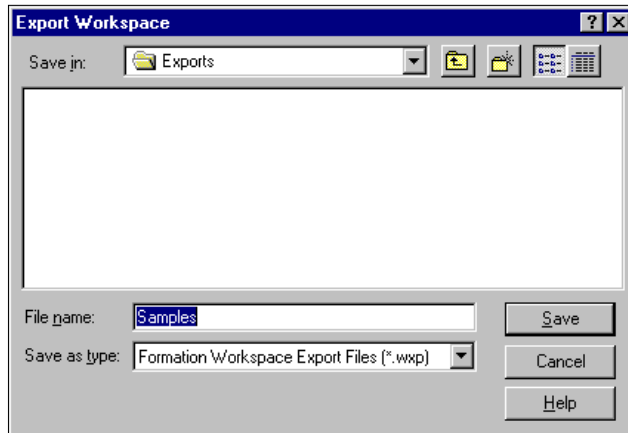 Export Workspace
Save in: Exports
File name: Samples
Save
Save as type: Formation Workspace Export Files (*.wxp)
Cancel
Help